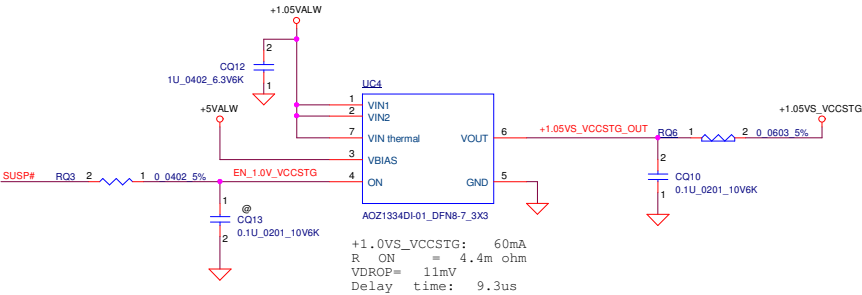 +1.05VALW
2
CQ12
1U_0402_6.3V6K
1
UC4
+5VALW
1 VIN1
2 VIN2
7 VIN thermal
VOUT 6
+1.05VS_VCCSTG_OUT
RQ6 1 2 0_0603_5%
+1.05VS_VCCSTG
3 VBIAS
SUSP# RQ3 2 1 0_0402_5% EN_1.0V_VCCSTG 4 ON
GND 5
2
CQ10
0.1U_0201_10V6K
1
1 @
CQ13
0.1U_0201_10V6K
2
AOZ1334DI-01_DFN8-7_3X3
+1.0VS_VCCSTG: 60mA
R ON = 4.4m ohm
VDROP= 11mV
Delay time: 9.3us